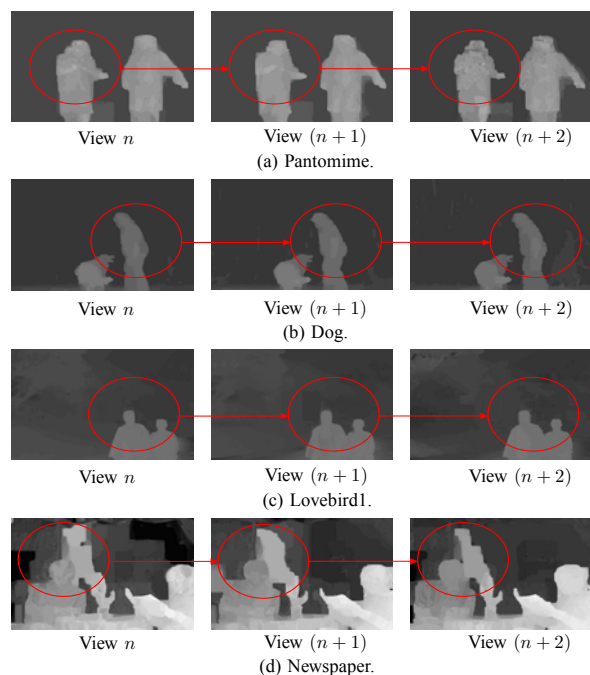 View n View (n + 1) View (n + 2)
(a) Pantomime.
View n View (n + 1) View (n + 2)
(b) Dog.
View n View (n + 1) View (n + 2)
(c) Lovebird1.
View n View (n + 1) View (n + 2)
(d) Newspaper.